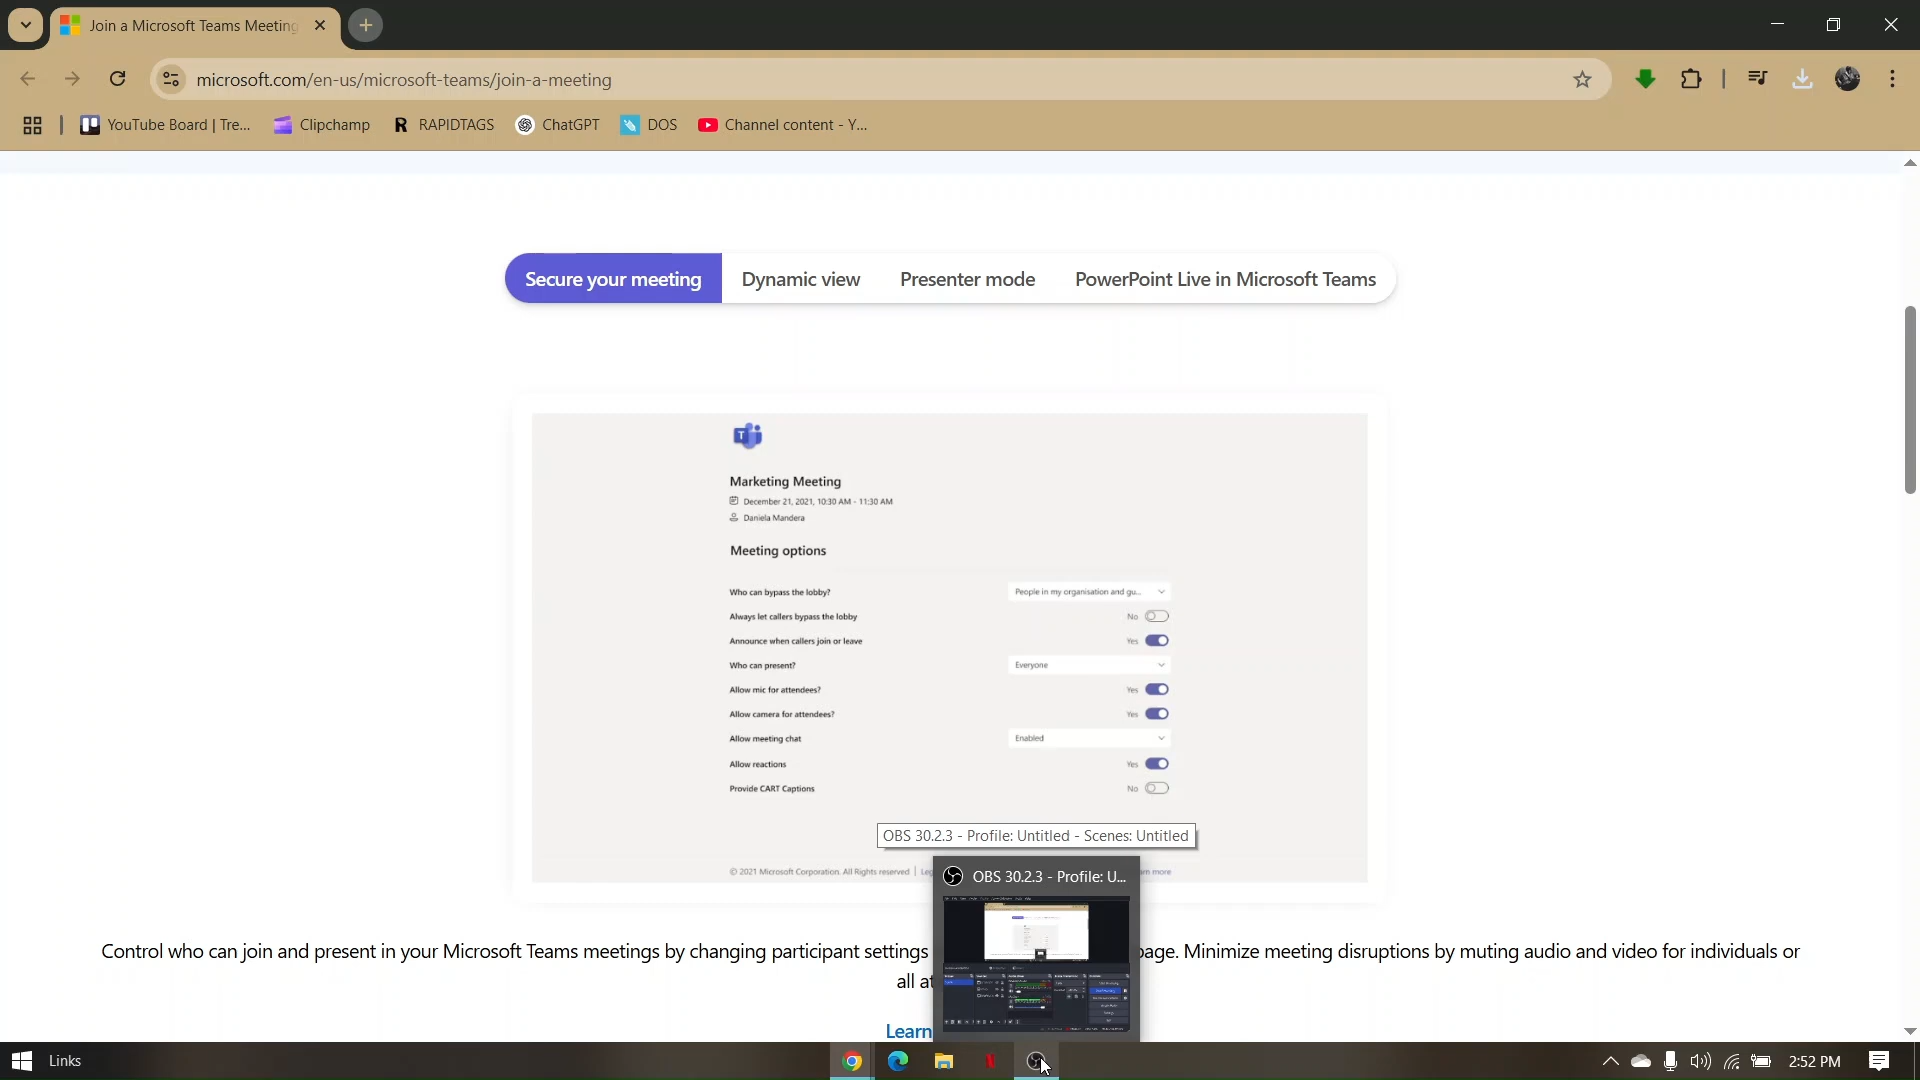 Join a Microsoft Teams Meeting
microsoft.com/en-us/microsoft-teams/join-a-meeting
YouTube Board | Tre...
Clipchamp
RAPIDTAGS
ChatGPT
DOS
Channel content - Y...
Secure your meeting
Dynamic view
Presenter mode
PowerPoint Live in Microsoft Teams
Marketing Meeting
December 21, 2021, 10:30 AM - 11:30 AM
Daniela Mandera
Meeting options
Who can bypass the lobby?
People in my organisation and gu...
Always let callers bypass the lobby
No
Announce when callers join or leave
Yes
Who can present?
Everyone
Allow mic for attendees?
Yes
Allow camera for attendees?
Yes
Allow meeting chat
Enabled
Allow reactions
Yes
Provide CART Captions
No
OBS 30.2.3 - Profile: Untitled - Scenes: Untitled
© 2021 Microsoft Corporation. All Rights reserved
OBS 30.2.3 - Profile: U...
Control who can join and present in your Microsoft Teams meetings by changing participant settings
page. Minimize meeting disruptions by muting audio and video for individuals or
all
Learn
Links
2:52 PM